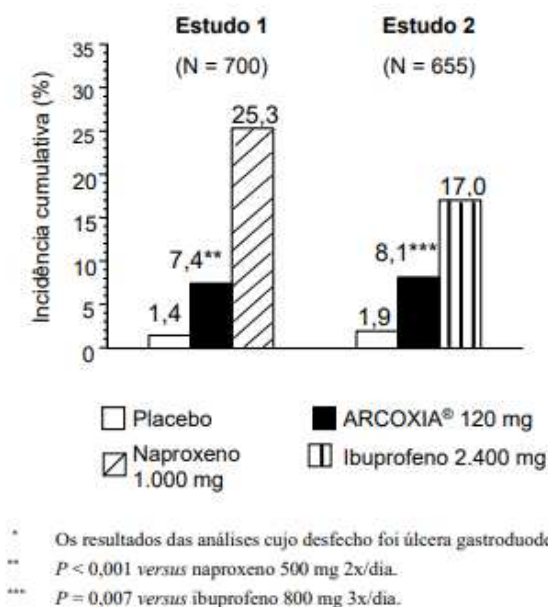 Estudo 1 Estudo 2
(N = 700) (N = 655)
Incidência cumulativa (%)
35
30
25
20
15
10
5
0
1,4
7,4**
25,3
1,9
8,1***
17,0
Placebo
ARCOXIA® 120 mg
Naproxeno
1.000 mg
Ibuprofeno 2.400 mg
* Os resultados das análises cujo desfecho foi úlcera
** P < 0,001 versus naproxeno 500 mg 2x/dia.
*** P = 0,007 versus ibuprofeno 800 mg 3x/dia.